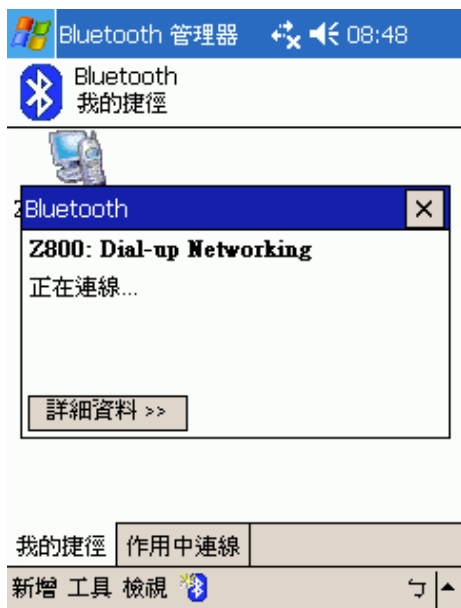 Bluetooth 管理器 08:48
Bluetooth
我的捷徑
Bluetooth
Z800: Dial-up Networking
正在連線...
詳細資料 >>
我的捷徑 作用中連線
新增 工具 檢視 ㄅ